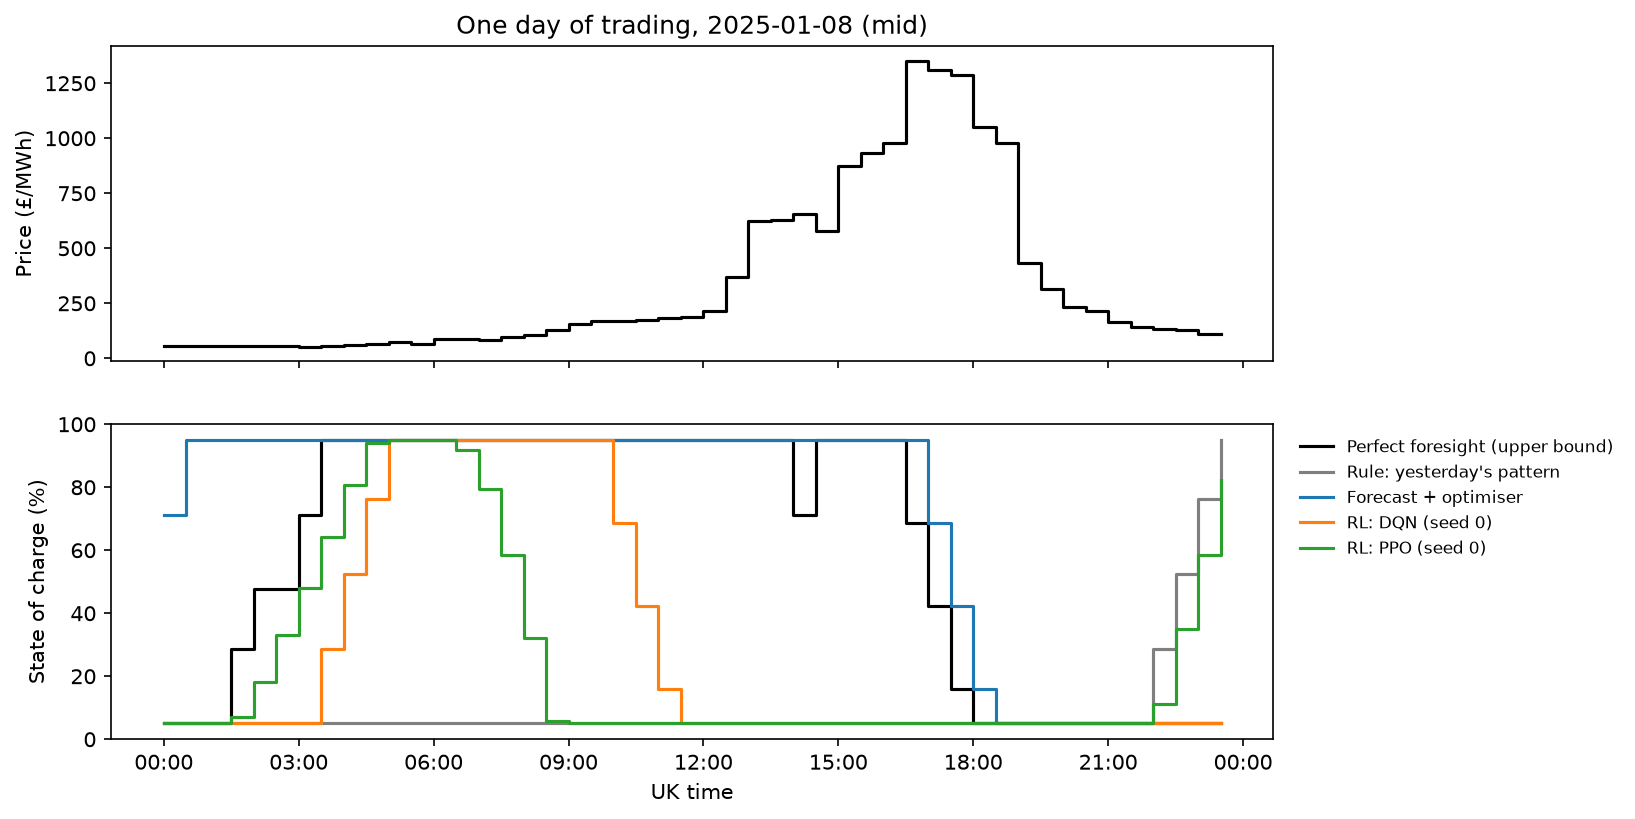 One day of trading, 2025-01-08 (mid)
Price (£/MWh)
1250
1000
750
500
250
0
State of charge (%)
100
80
60
40
20
0
00:00 03:00 06:00 09:00 12:00 15:00 18:00 21:00 00:00
UK time
Perfect foresight (upper bound)
Rule: yesterday's pattern
Forecast + optimiser
RL: DQN (seed 0)
RL: PPO (seed 0)